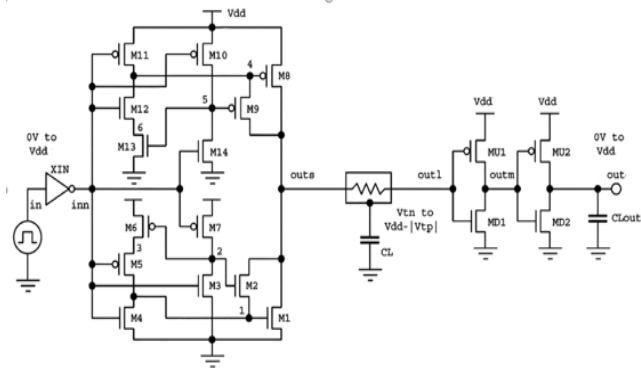 Vdd
M11
M10
4
M8
M12
5
M9
6
M13
M14
0V to
Vdd
XIN
in
inn
outs
outl
Vtn to
Vdd-|Vtp|
CL
Vdd
Vdd
MU1
MU2
outm
0V to
Vdd
out
MD1
MD2
CLout
M6
M7
3
2
M5
M3
M2
1
M4
M1